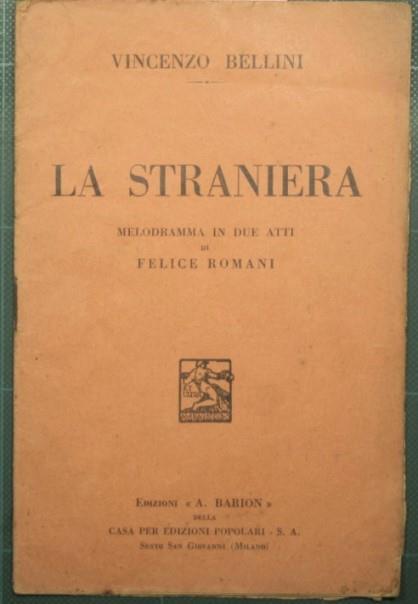 VINCENZO BELLINI
LA STRANIERA
MELODRAMMA IN DUE ATTI
DI
FELICE ROMANI
EDIZIONI « A. BARION »
DELLA
CASA PER EDIZIONI POPOLARI - S. A.
SESTO SAN GIOVANNI (MILANO)